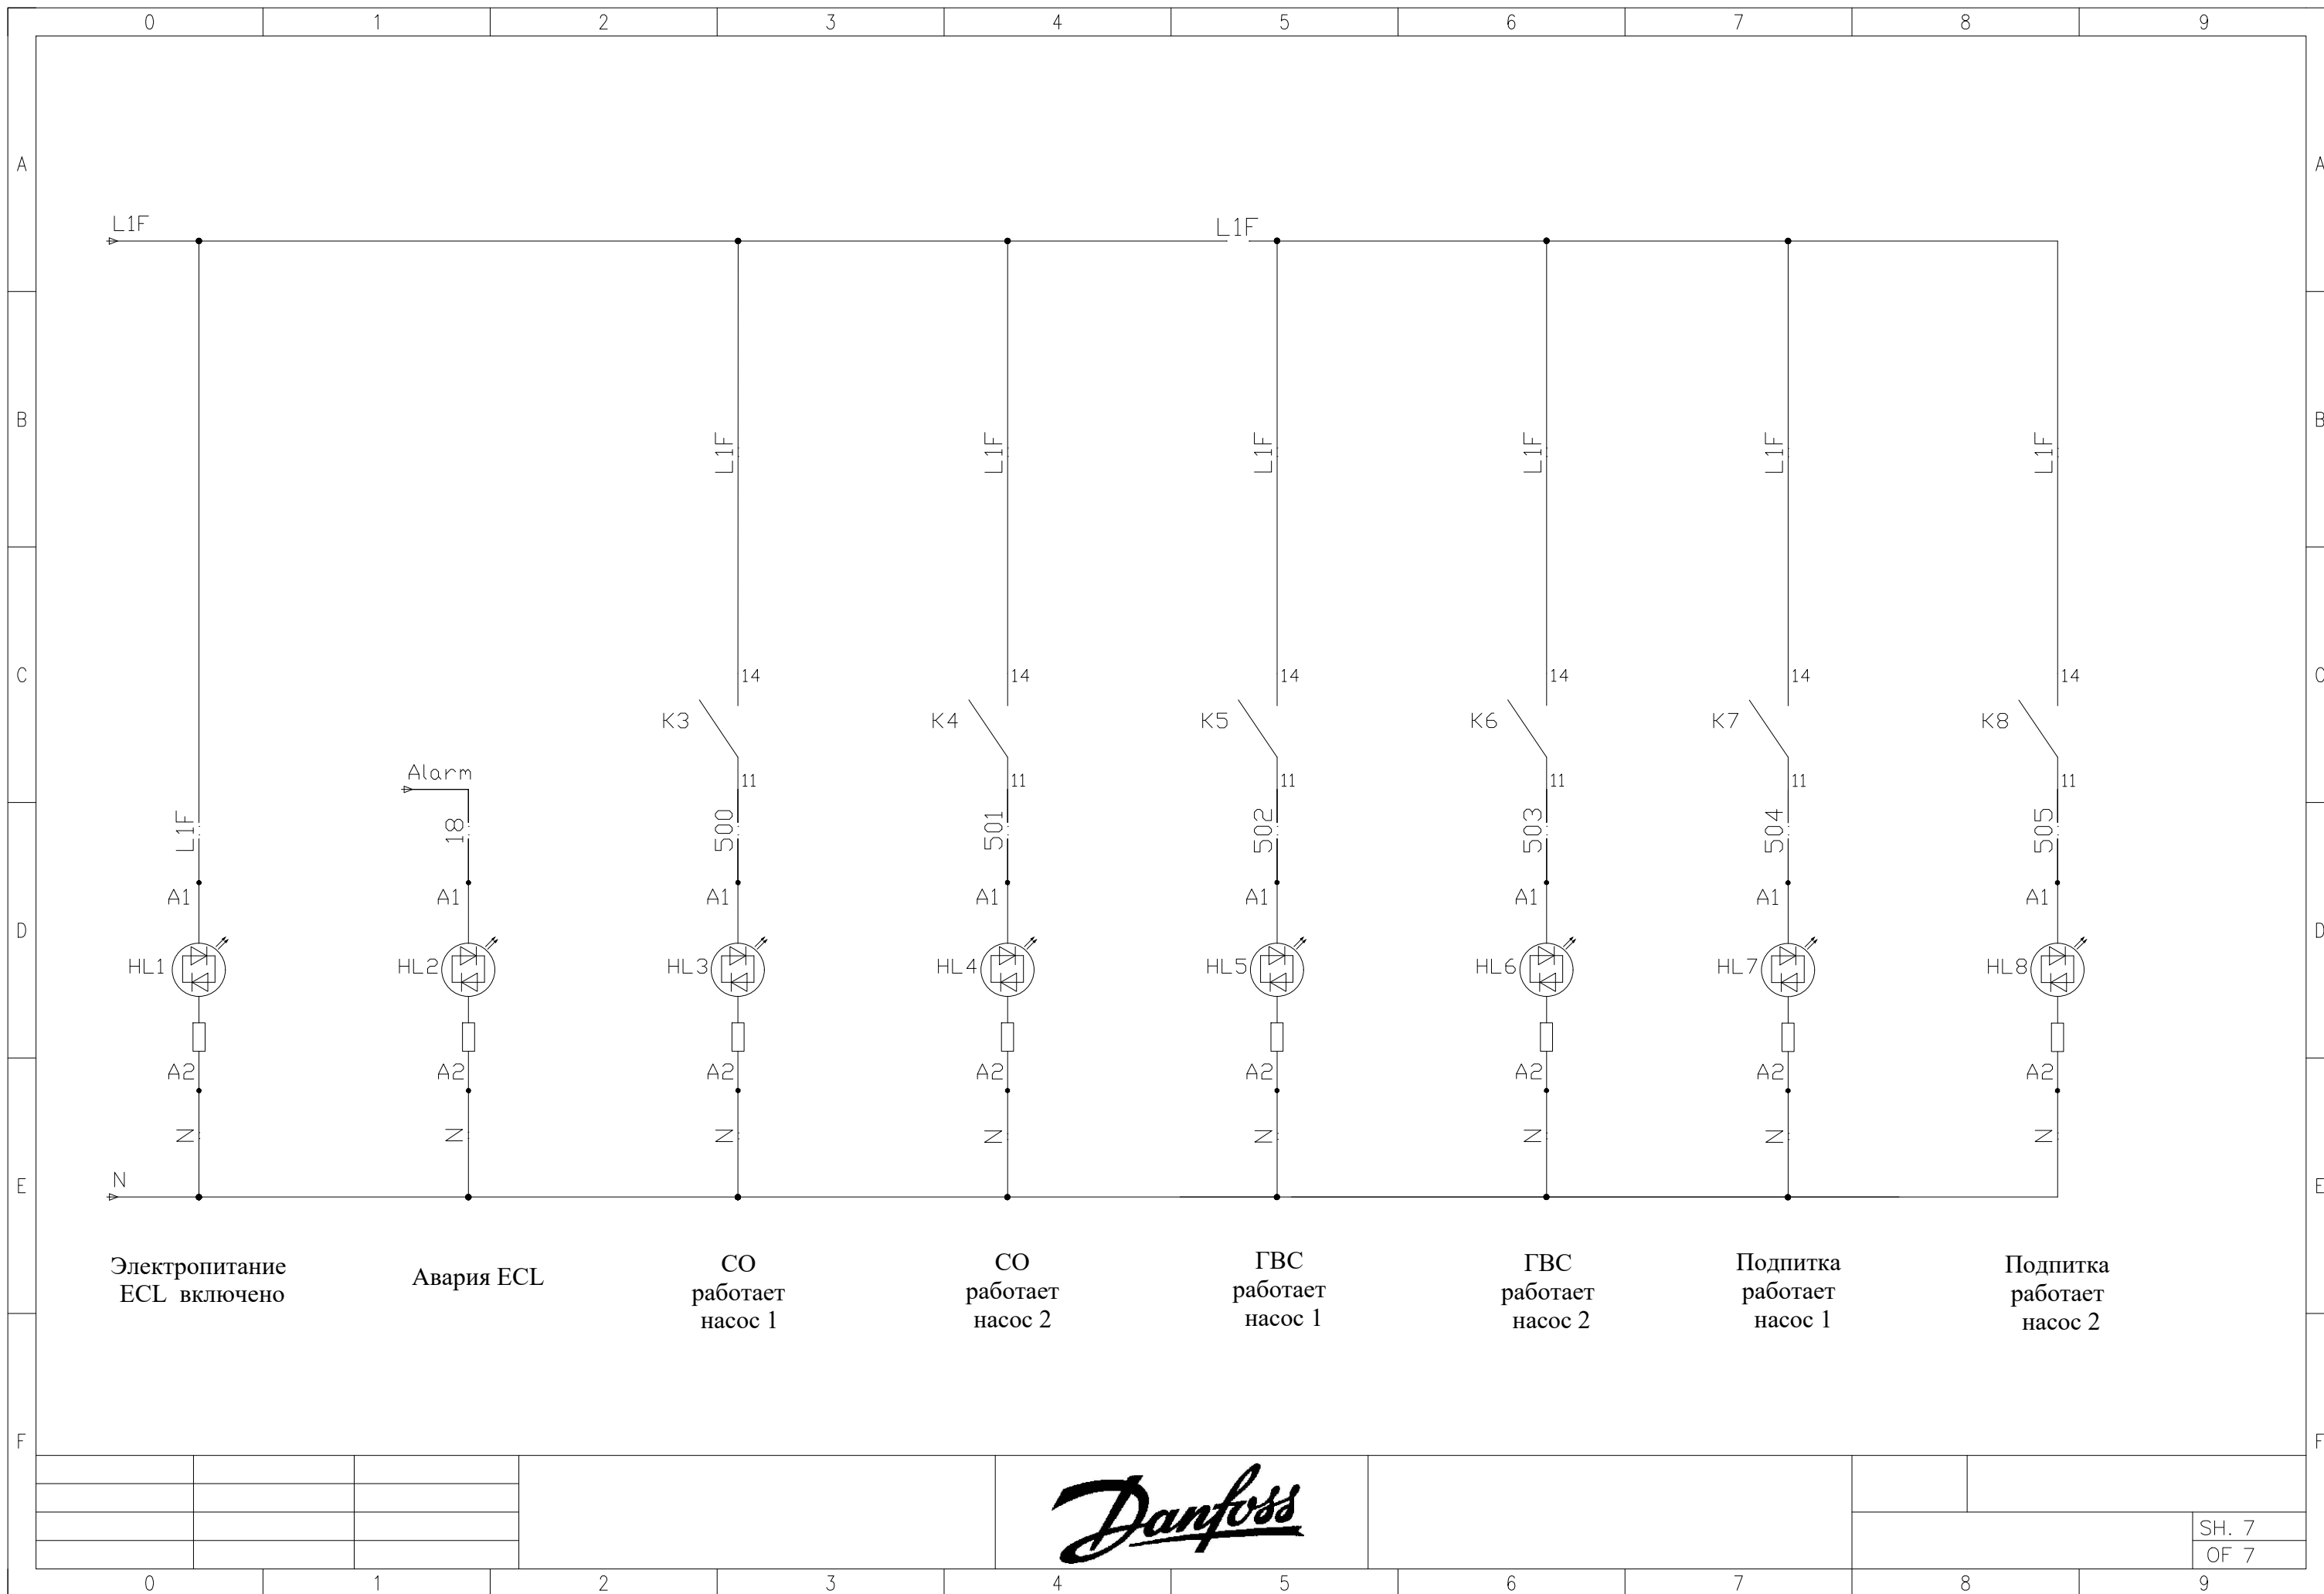 0 1 2 3 4 5 6 7 8 9
A A
L1F L1F
B B
L1F L1F L1F L1F L1F L1F
C C
14 14 14 14 14 14
K3 K4 K5 K6 K7 K8
Alarm
11 11 11 11 11 11
L1F 18 500 501 502 503 504 505
A1 A1 A1 A1 A1 A1 A1 A1
D D
HL1 HL2 HL3 HL4 HL5 HL6 HL7 HL8
A2 A2 A2 A2 A2 A2 A2 A2
N N N N N N N N
N
E E
Электропитание
ECL включено
Авария ECL
СО
работает
насос 1
СО
работает
насос 2
ГВС
работает
насос 1
ГВС
работает
насос 2
Подпитка
работает
насос 1
Подпитка
работает
насос 2
F F
Danfoss
SH. 7
OF 7
0 1 2 3 4 5 6 7 8 9